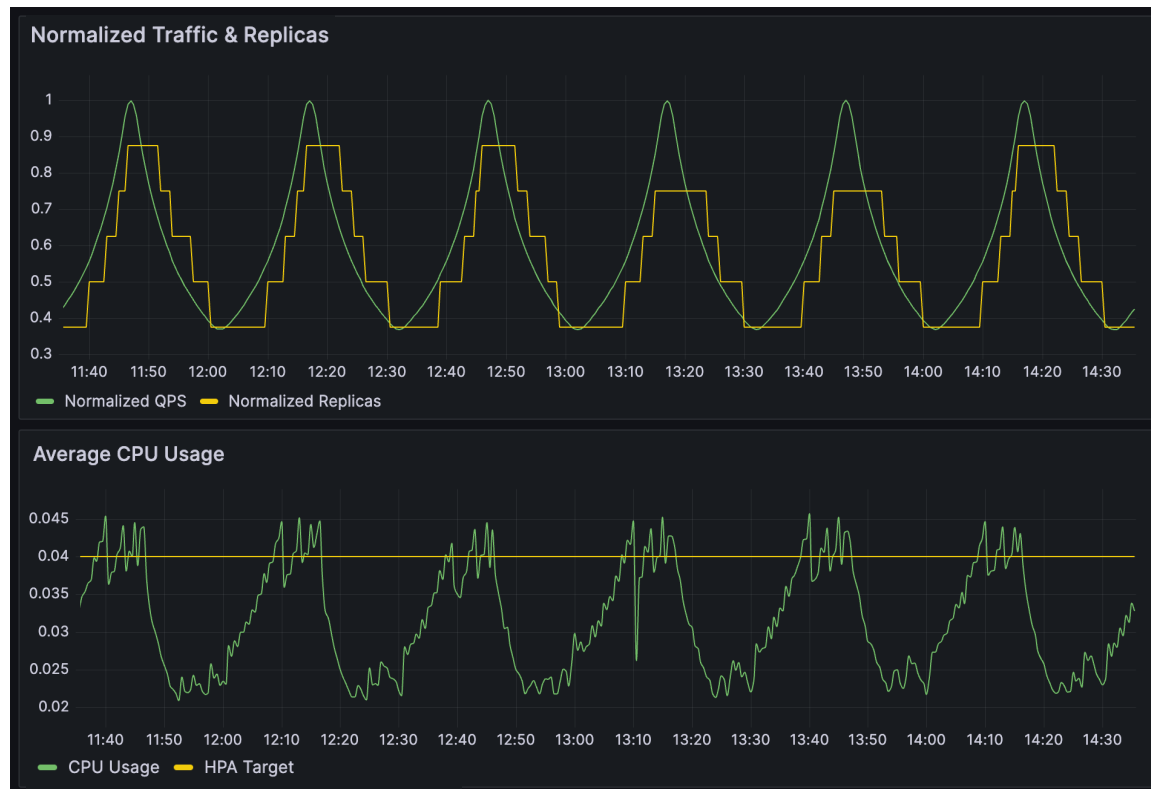 Normalized Traffic & Replicas
1
0.9
0.8
0.7
0.6
0.5
0.4
0.3
11:40 11:50 12:00 12:10 12:20 12:30 12:40 12:50 13:00 13:10 13:20 13:30 13:40 13:50 14:00 14:10 14:20 14:30
Normalized QPS Normalized Replicas
Average CPU Usage
0.045
0.04
0.035
0.03
0.025
0.02
11:40 11:50 12:00 12:10 12:20 12:30 12:40 12:50 13:00 13:10 13:20 13:30 13:40 13:50 14:00 14:10 14:20 14:30
CPU Usage HPA Target